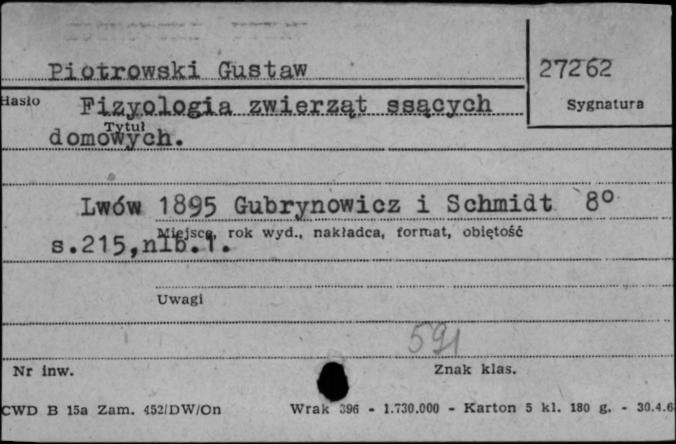 Piotrowski Gustaw
27262
Hasło
Fizyologia zwierząt ssących
Sygnatura
Tytuł
domowych.
Lwów 1895 Gubrynowicz i Schmidt 8°
Miejsce, rok wyd., nakładca, format, objętość
s.215,nlb.1.
Uwagi
591
Nr inw.
Znak klas.
CWD B 15a Zam. 452/DW/On
Wrak 396 - 1.730.000 - Karton 5 kl. 180 g. - 30.4.6